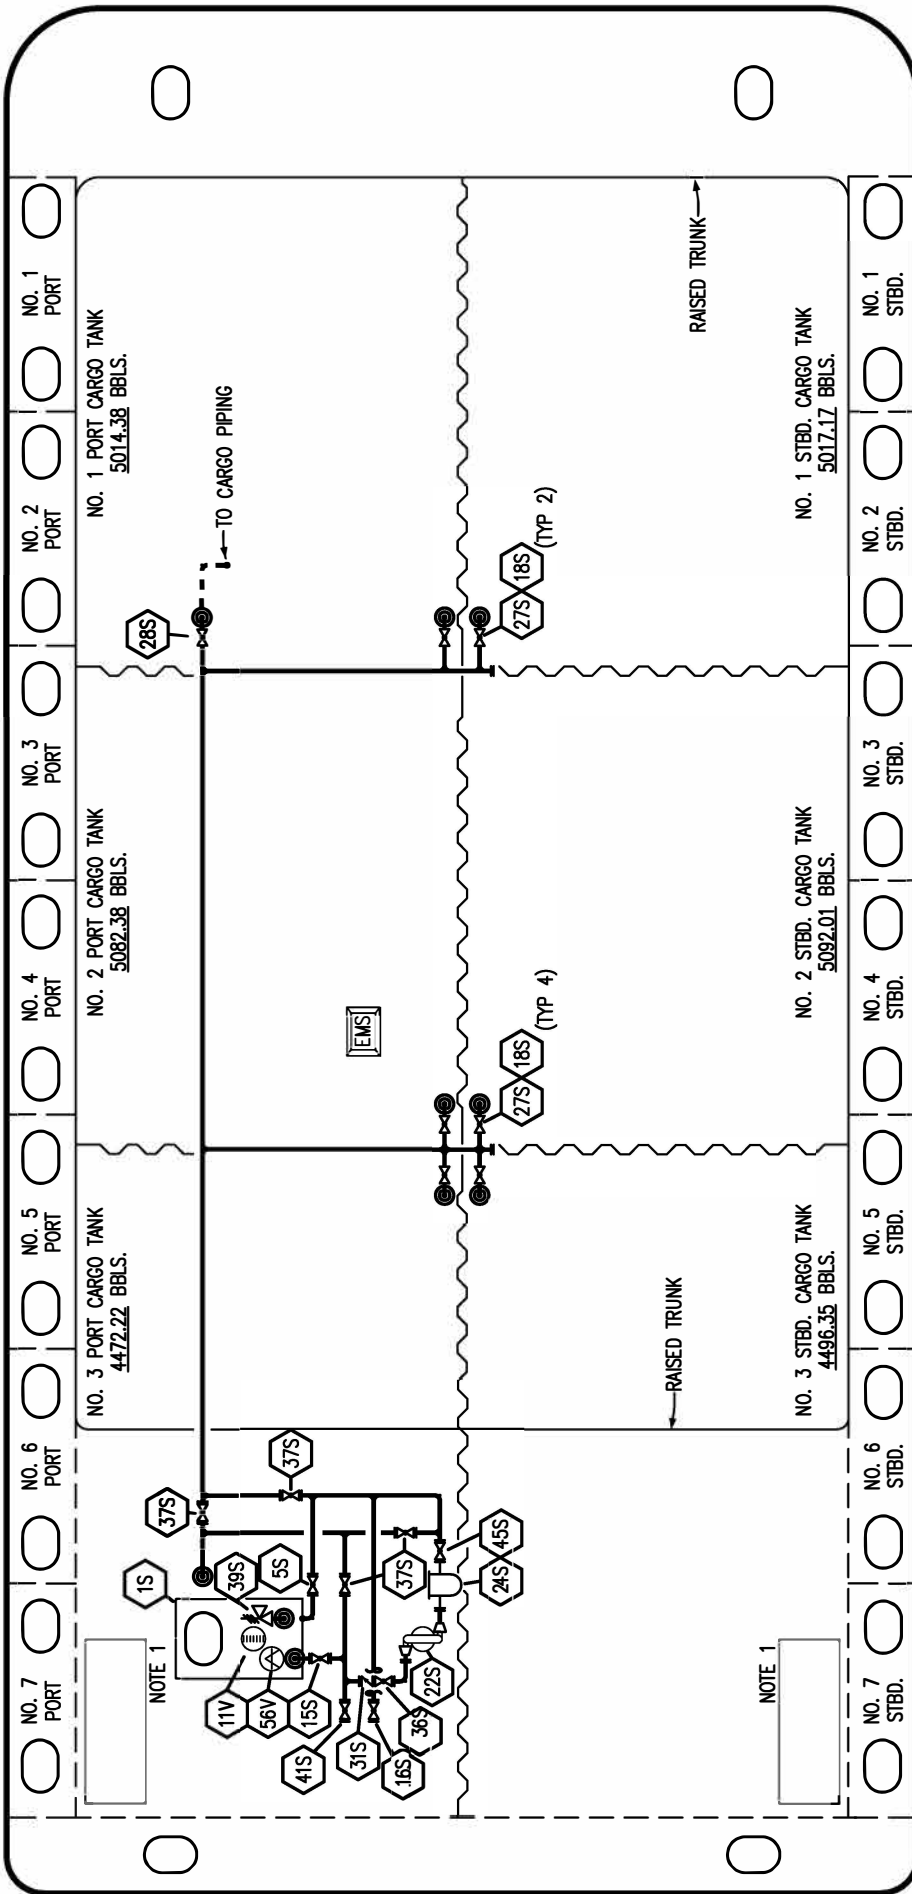 NO. 1
PORT
NO. 2
PORT
NO. 3
PORT
NO. 4
PORT
NO. 5
PORT
NO. 6
PORT
NO. 7
PORT
NO. 1 PORT CARGO TANK
5014.38 BBLS.
NO. 2 PORT CARGO TANK
5082.38 BBLS.
NO. 3 PORT CARGO TANK
4472.22 BBLS.
TO CARGO PIPING
28S
27S
18S
(TYP 2)
EMS
27S
18S
(TYP 4)
RAISED TRUNK
RAISED TRUNK
37S
37S
1S
39S
5S
37S
45S
24S
NOTE 1
11V
56V
15S
22S
41S
31S
16S
36S
NOTE 1
NO. 1 STBD. CARGO TANK
5017.17 BBLS.
NO. 2 STBD. CARGO TANK
5092.01 BBLS.
NO. 3 STBD. CARGO TANK
4496.35 BBLS.
NO. 1
STBD.
NO. 2
STBD.
NO. 3
STBD.
NO. 4
STBD.
NO. 5
STBD.
NO. 6
STBD.
NO. 7
STBD.